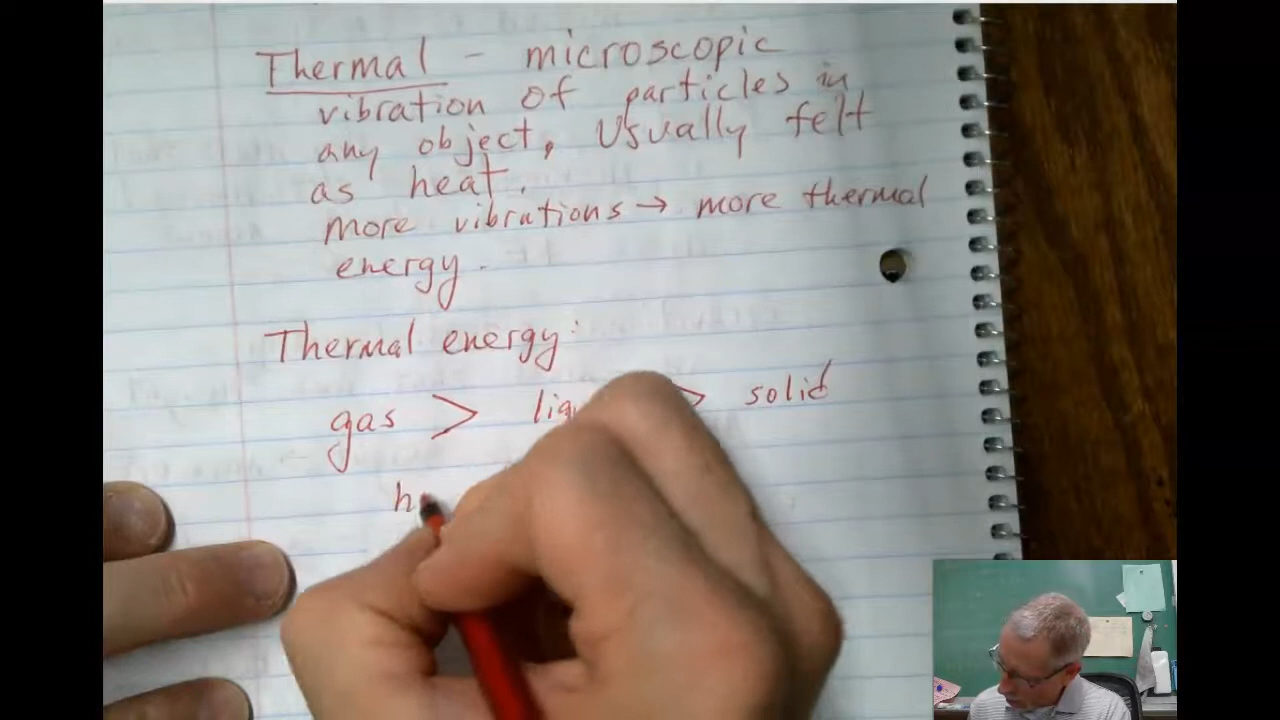 Thermal - microscopic
vibration of particles in
any object, Usually felt
as heat.
more vibrations → more thermal
energy.
Thermal energy:
gas > > solid